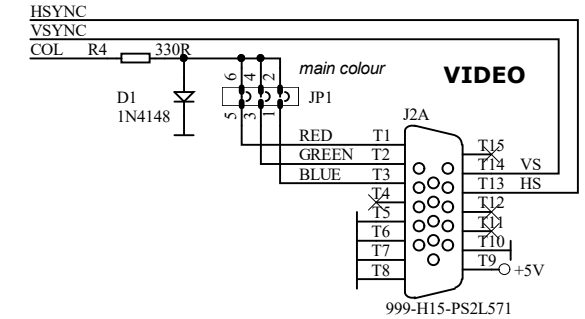 HSYNC
VSYNC
COL R4 330R
main colour
VIDEO
6 4 2
D1
1N4148
JP1
5 3 1
J2A
RED T1
GREEN T2
BLUE T3
T4
T5
T6
T7
T8
T15
T14 VS
T13 HS
T12
T11
T10
T9 +5V
999-H15-PS2L571